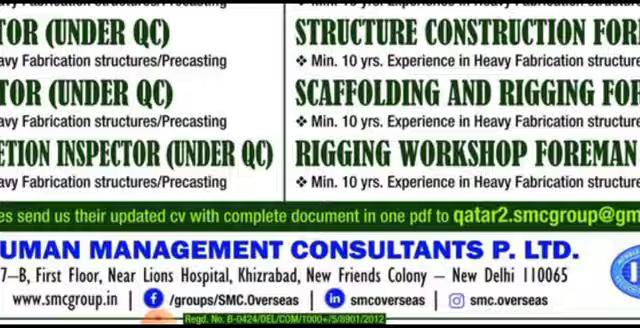 TOR (UNDER QC)
avy Fabrication structures/Precasting
TOR (UNDER QC)
avy Fabrication structures/Precasting
ETION INSPECTOR (UNDER QC)
avy Fabrication structures/Precasting
STRUCTURE CONSTRUCTION FOR
❖ Min. 10 yrs. Experience in Heavy Fabrication structure
SCAFFOLDING AND RIGGING FOR
❖ Min. 10 yrs. Experience in Heavy Fabrication structure
RIGGING WORKSHOP FOREMAN
❖ Min. 10 yrs. Experience in Heavy Fabrication structure
es send us their updated cv with complete document in one pdf to qatar2.smcgroup@gm
UMAN MANAGEMENT CONSULTANTS P. LTD.
7–B, First Floor, Near Lions Hospital, Khizrabad, New Friends Colony – New Delhi 110065
www.smcgroup.in | /groups/SMC.Overseas | smcoverseas | smc.overseas
Regd. No. B-0424/DEL/COM/1000+/5/8901/2012